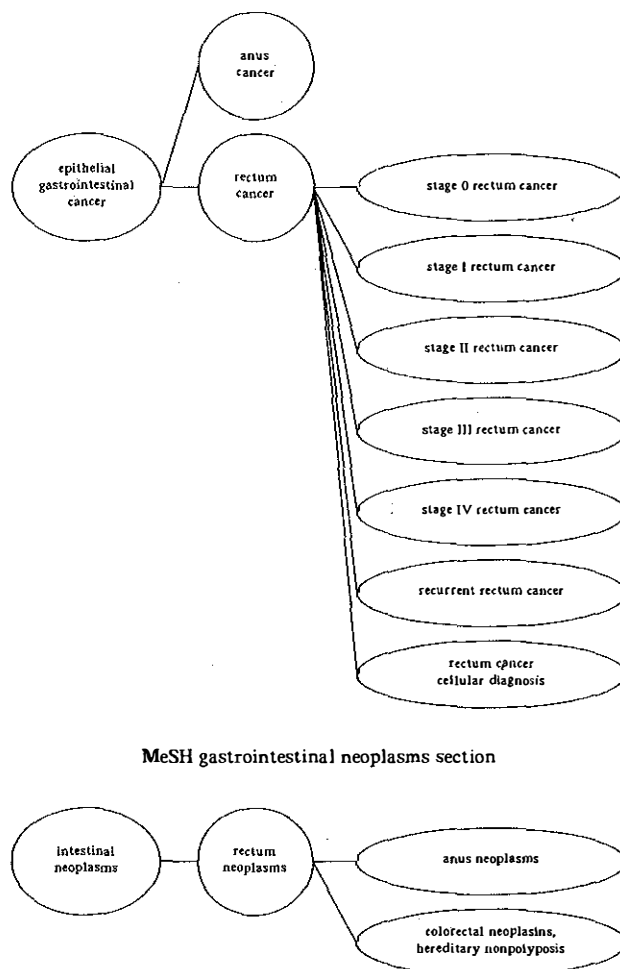 anus
cancer
epithelial
gastrointestinal
cancer
rectum
cancer
stage 0 rectum cancer
stage I rectum cancer
stage II rectum cancer
stage III rectum cancer
stage IV rectum cancer
recurrent rectum cancer
rectum cancer
cellular diagnosis
MeSH gastrointestinal neoplasms section
intestinal
neoplasms
rectum
neoplasms
anus neoplasms
colorectal neoplasms,
hereditary nonpolyposis